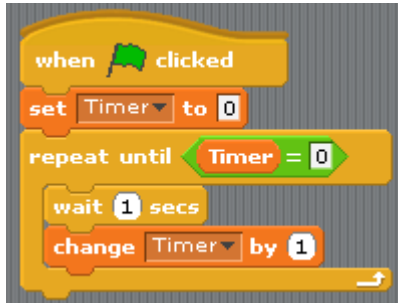 when clicked
set Timer to 0
repeat until Timer = 0
wait 1 secs
change Timer by 1